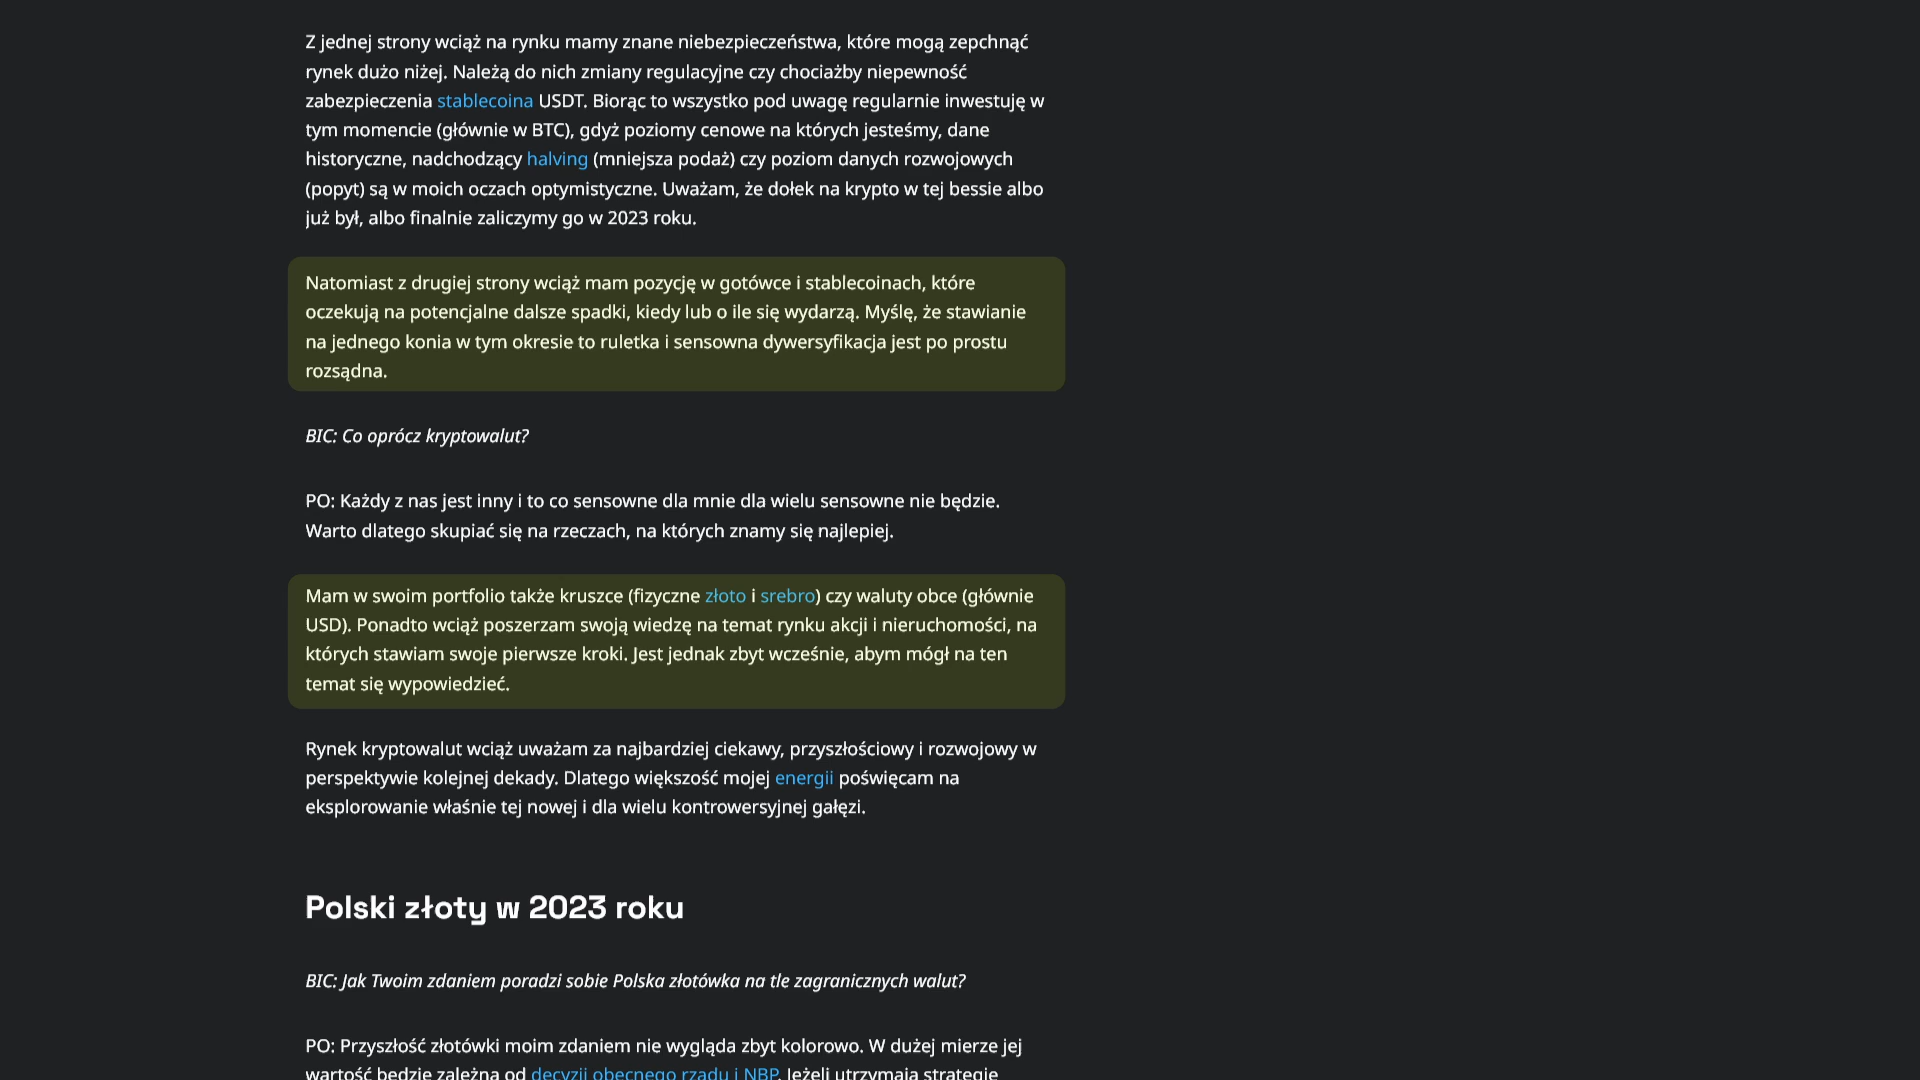 Z jednej strony wciąż na rynku mamy znane niebezpieczeństwa, które mogą zepchnąć
rynek dużo niżej. Należą do nich zmiany regulacyjne czy chociażby niepewność
zabezpieczenia stablecoina USDT. Biorąc to wszystko pod uwagę regularnie inwestuję w
tym momencie (głównie w BTC), gdyż poziomy cenowe na których jesteśmy, dane
historyczne, nadchodzący halving (mniejsza podaż) czy poziom danych rozwojowych
(popyt) są w moich oczach optymistyczne. Uważam, że dołek na krypto w tej bessie albo
już był, albo finalnie zaliczymy go w 2023 roku.
Natomiast z drugiej strony wciąż mam pozycję w gotówce i stablecoinach, które
oczekują na potencjalne dalsze spadki, kiedy lub o ile się wydarzą. Myślę, że stawianie
na jednego konia w tym okresie to ruletka i sensowna dywersyfikacja jest po prostu
rozsądna.
BIC: Co oprócz kryptowalut?
PO: Każdy z nas jest inny i to co sensowne dla mnie dla wielu sensowne nie będzie.
Warto dlatego skupiać się na rzeczach, na których znamy się najlepiej.
Mam w swoim portfolio także kruszce (fizyczne złoto i srebro) czy waluty obce (głównie
USD). Ponadto wciąż poszerzam swoją wiedzę na temat rynku akcji i nieruchomości, na
których stawiam swoje pierwsze kroki. Jest jednak zbyt wcześnie, abym mógł na ten
temat się wypowiedzieć.
Rynek kryptowalut wciąż uważam za najbardziej ciekawy, przyszłościowy i rozwojowy w
perspektywie kolejnej dekady. Dlatego większość mojej energii poświęcam na
eksplorowanie właśnie tej nowej i dla wielu kontrowersyjnej gałęzi.
Polski złoty w 2023 roku
BIC: Jak Twoim zdaniem poradzi sobie Polska złotówka na tle zagranicznych walut?
PO: Przyszłość złotówki moim zdaniem nie wygląda zbyt kolorowo. W dużej mierze jej
wartość będzie zależna od decyzji obecnego rządu i NBP. Jeżeli utrzymają strategię